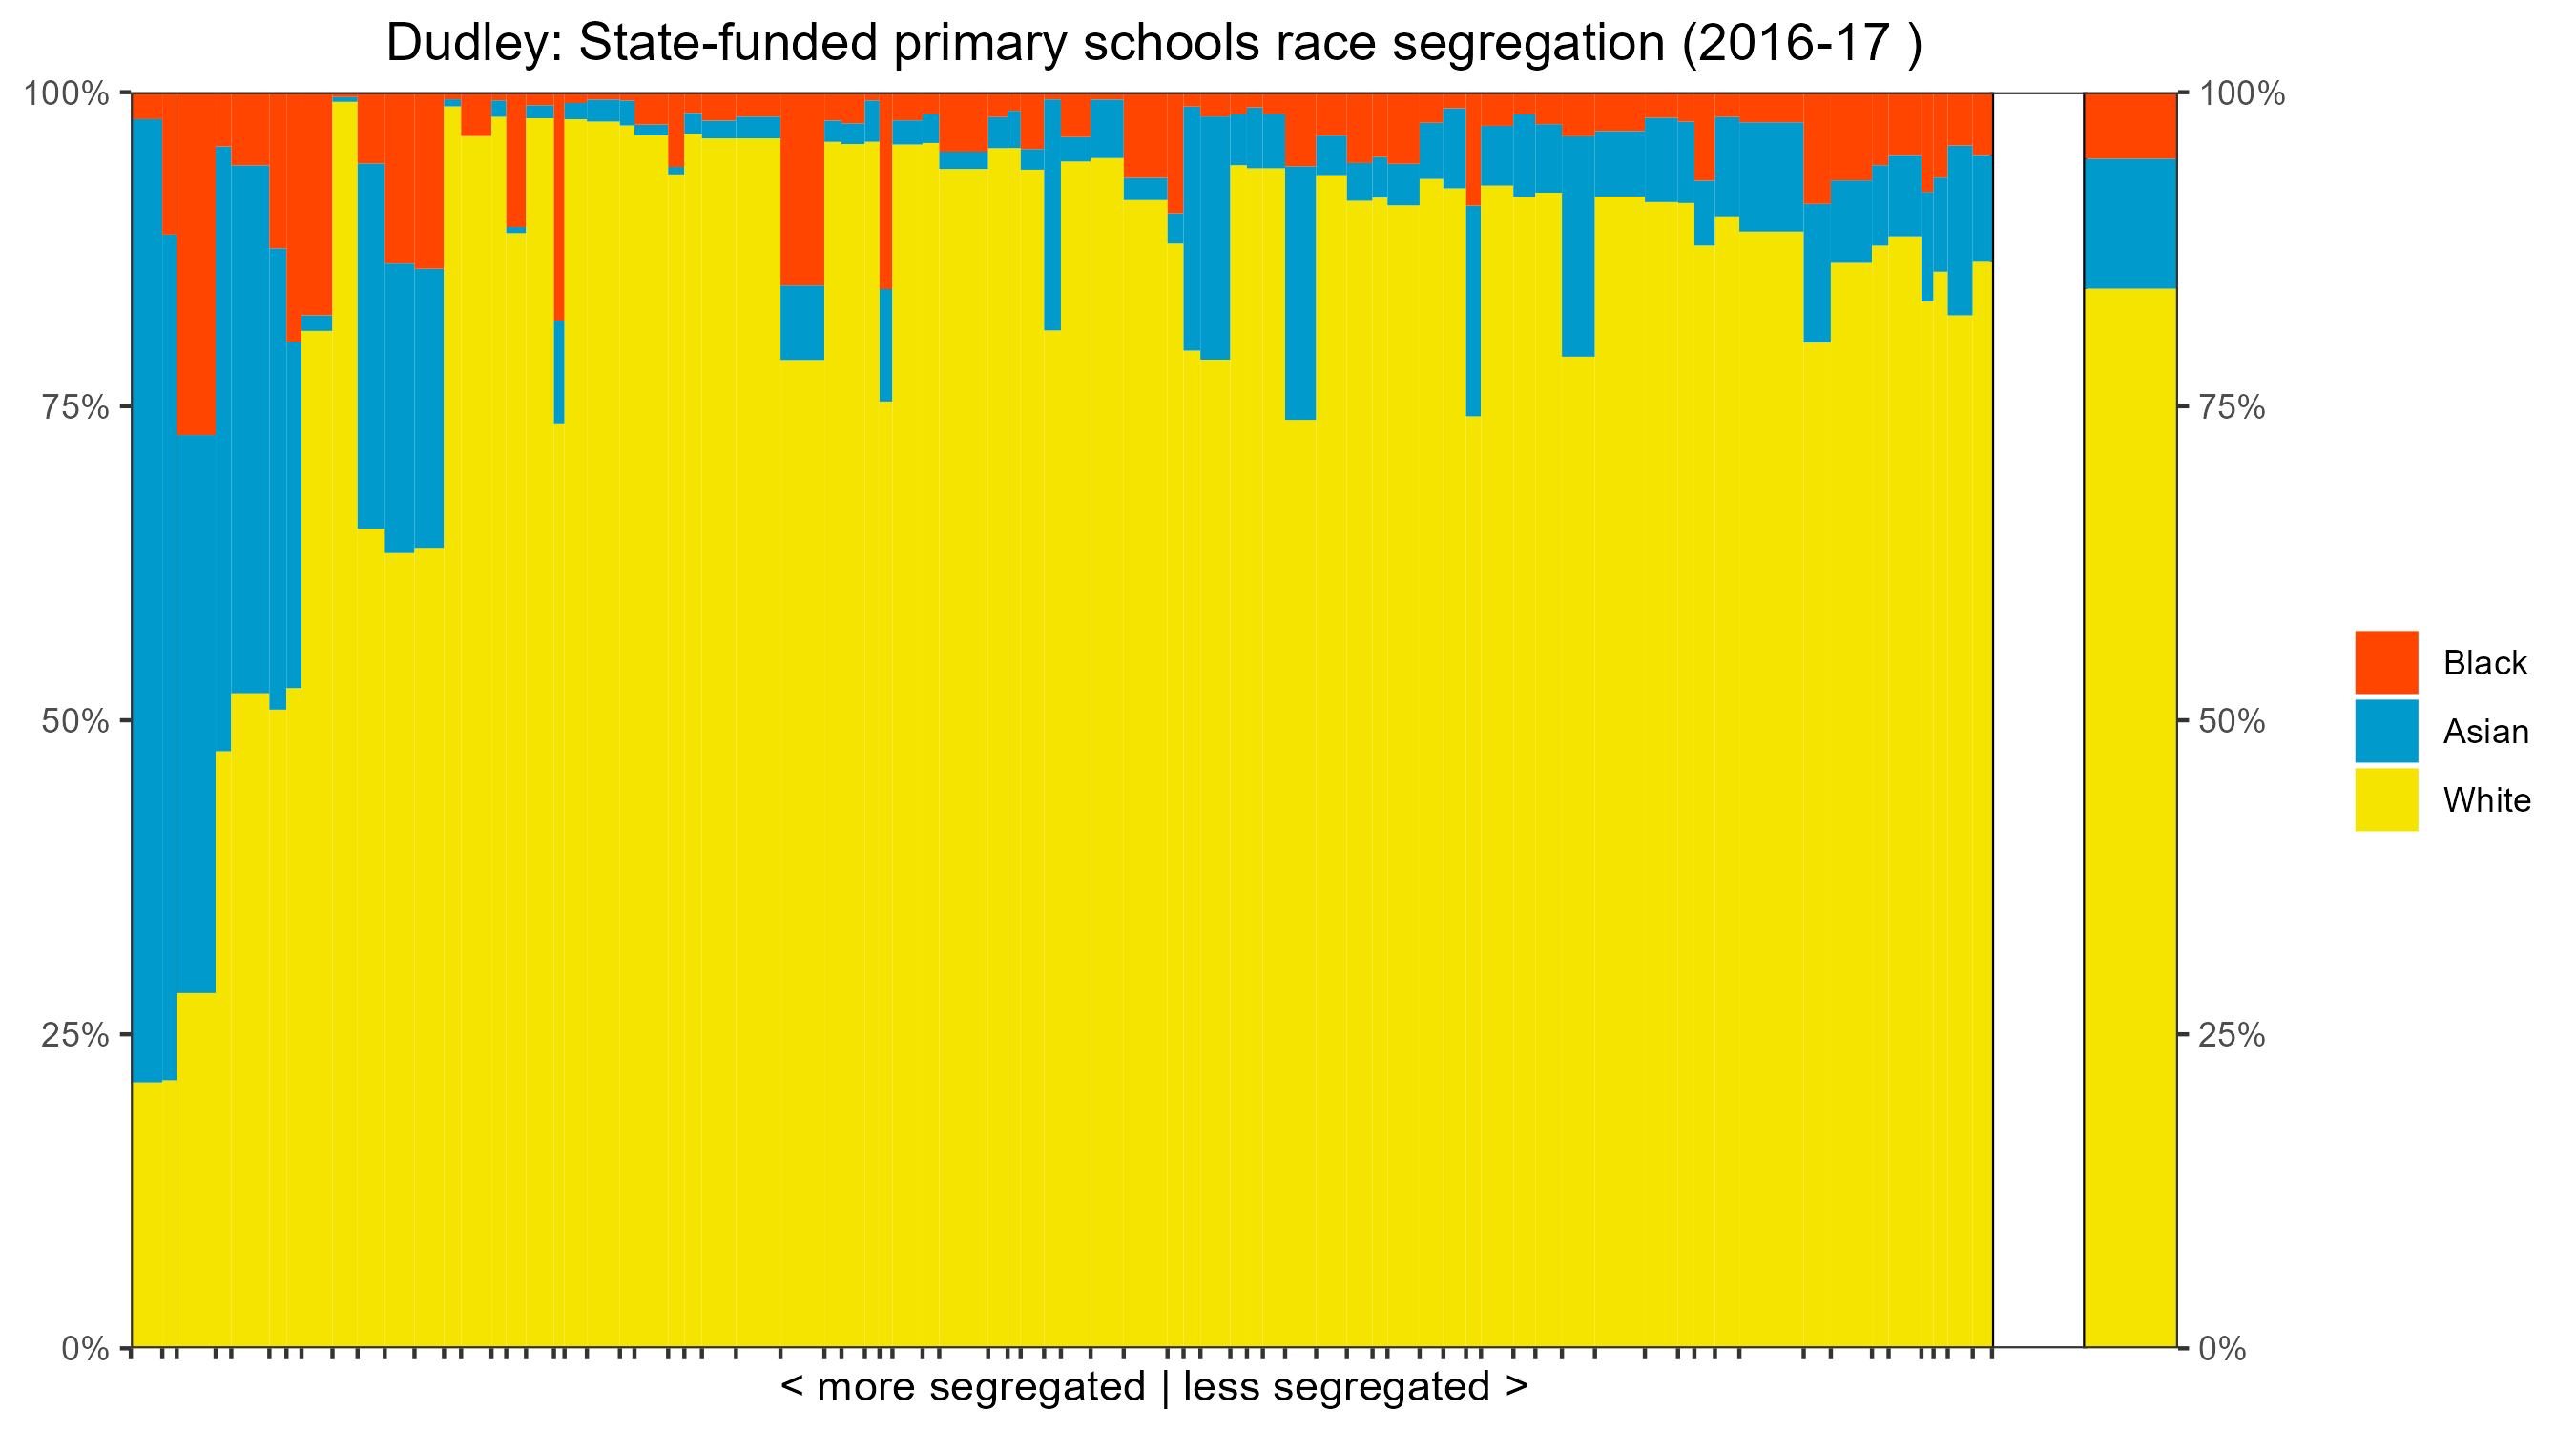 Dudley: State-funded primary schools race segregation (2016-17 )
100%
75%
50%
25%
0%
100%
75%
50%
25%
0%
Black
Asian
White
< more segregated | less segregated >